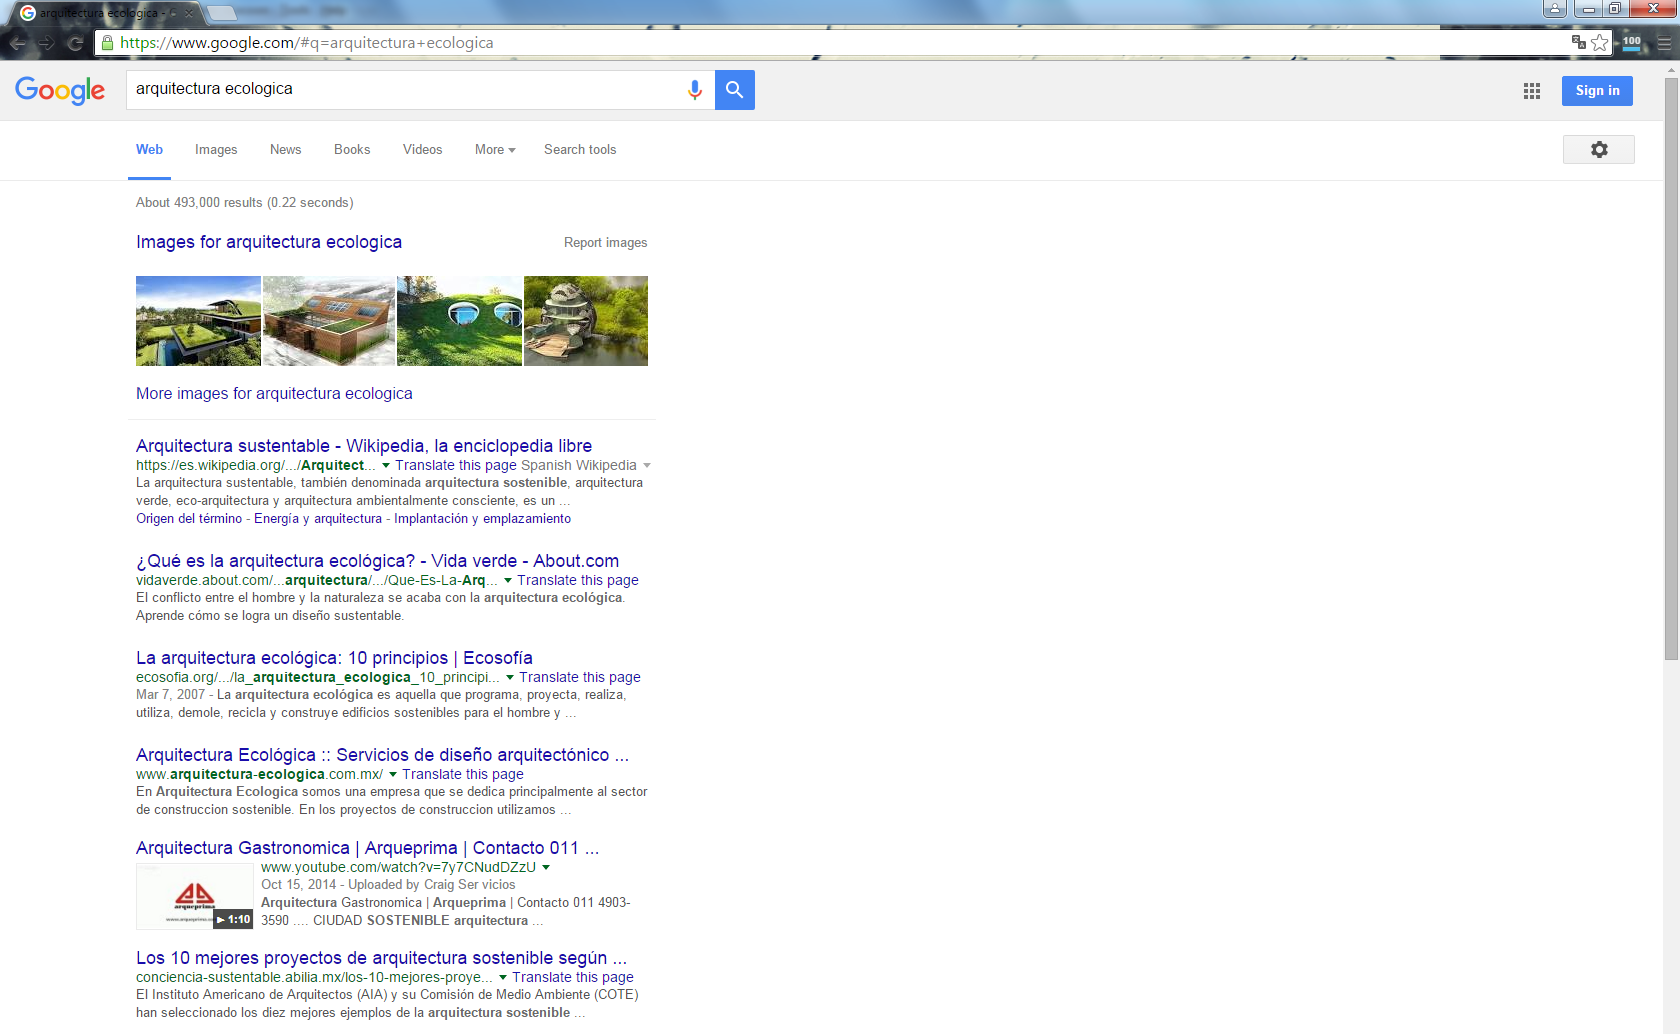 arquitectura ecologica - G
https://www.google.com/#q=arquitectura+ecologica
100
Google
arquitectura ecologica
Sign in
Web Images News Books Videos More Search tools
About 493,000 results (0.22 seconds)
Images for arquitectura ecologica Report images
More images for arquitectura ecologica
Arquitectura sustentable - Wikipedia, la enciclopedia libre
https://es.wikipedia.org/.../Arquitect... Translate this page Spanish Wikipedia
La arquitectura sustentable, también denominada arquitectura sostenible, arquitectura
verde, eco-arquitectura y arquitectura ambientalmente consciente, es un ...
Origen del término - Energía y arquitectura - Implantación y emplazamiento
¿Qué es la arquitectura ecológica? - Vida verde - About.com
vidaverde.about.com/...arquitectura/.../Que-Es-La-Arq... Translate this page
El conflicto entre el hombre y la naturaleza se acaba con la arquitectura ecológica.
Aprende cómo se logra un diseño sustentable.
La arquitectura ecológica: 10 principios | Ecosofía
ecosofia.org/.../la_arquitectura_ecologica_10_principi... Translate this page
Mar 7, 2007 - La arquitectura ecológica es aquella que programa, proyecta, realiza,
utiliza, demole, recicla y construye edificios sostenibles para el hombre y ...
Arquitectura Ecológica :: Servicios de diseño arquitectónico ...
www.arquitectura-ecologica.com.mx/ Translate this page
En Arquitectura Ecologica somos una empresa que se dedica principalmente al sector
de construccion sostenible. En los proyectos de construccion utilizamos ...
Arquitectura Gastronomica | Arqueprima | Contacto 011 ...
www.youtube.com/watch?v=7y7CNudDZzU
Oct 15, 2014 - Uploaded by Craig Ser vicios
Arquitectura Gastronomica | Arqueprima | Contacto 011 4903-
3590 .... CIUDAD SOSTENIBLE arquitectura ...
arqueprima
1:10
Los 10 mejores proyectos de arquitectura sostenible según ...
conciencia-sustentable.abilia.mx/los-10-mejores-proye... Translate this page
El Instituto Americano de Arquitectos (AIA) y su Comisión de Medio Ambiente (COTE)
han seleccionado los diez mejores ejemplos de la arquitectura sostenible ...